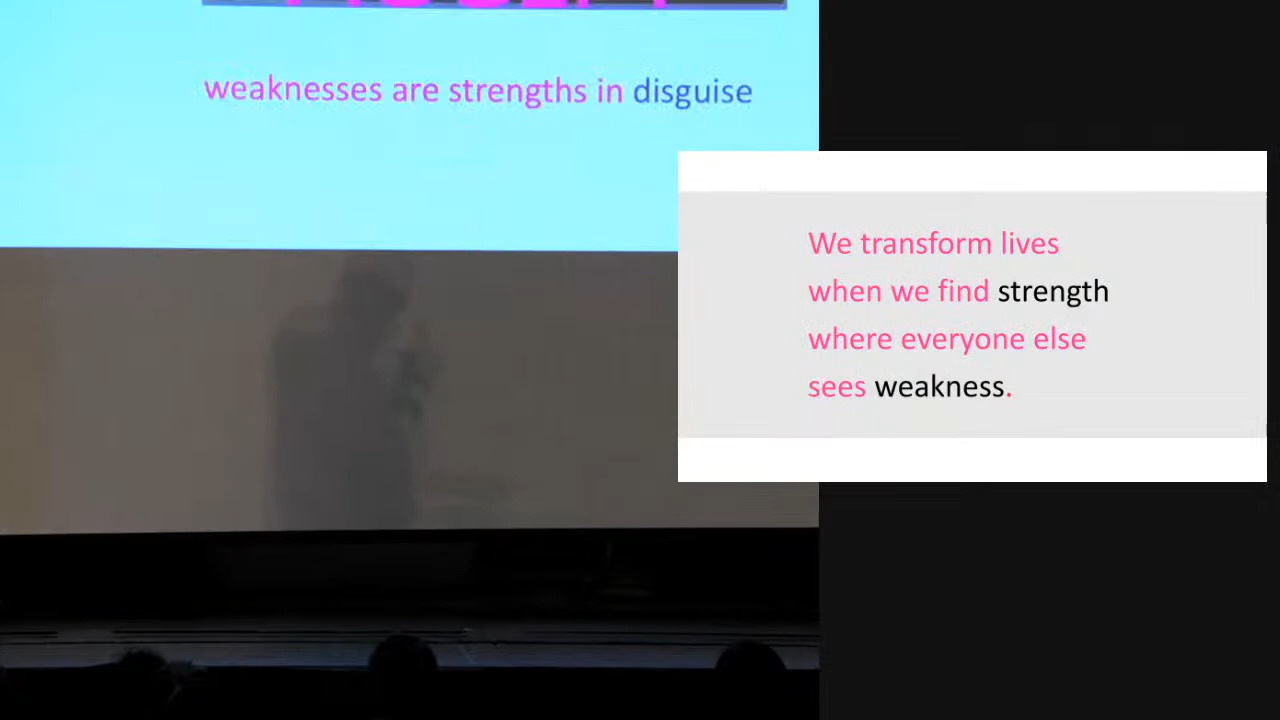 weaknesses are strengths in disguise
We transform lives
when we find strength
where everyone else
sees weakness.